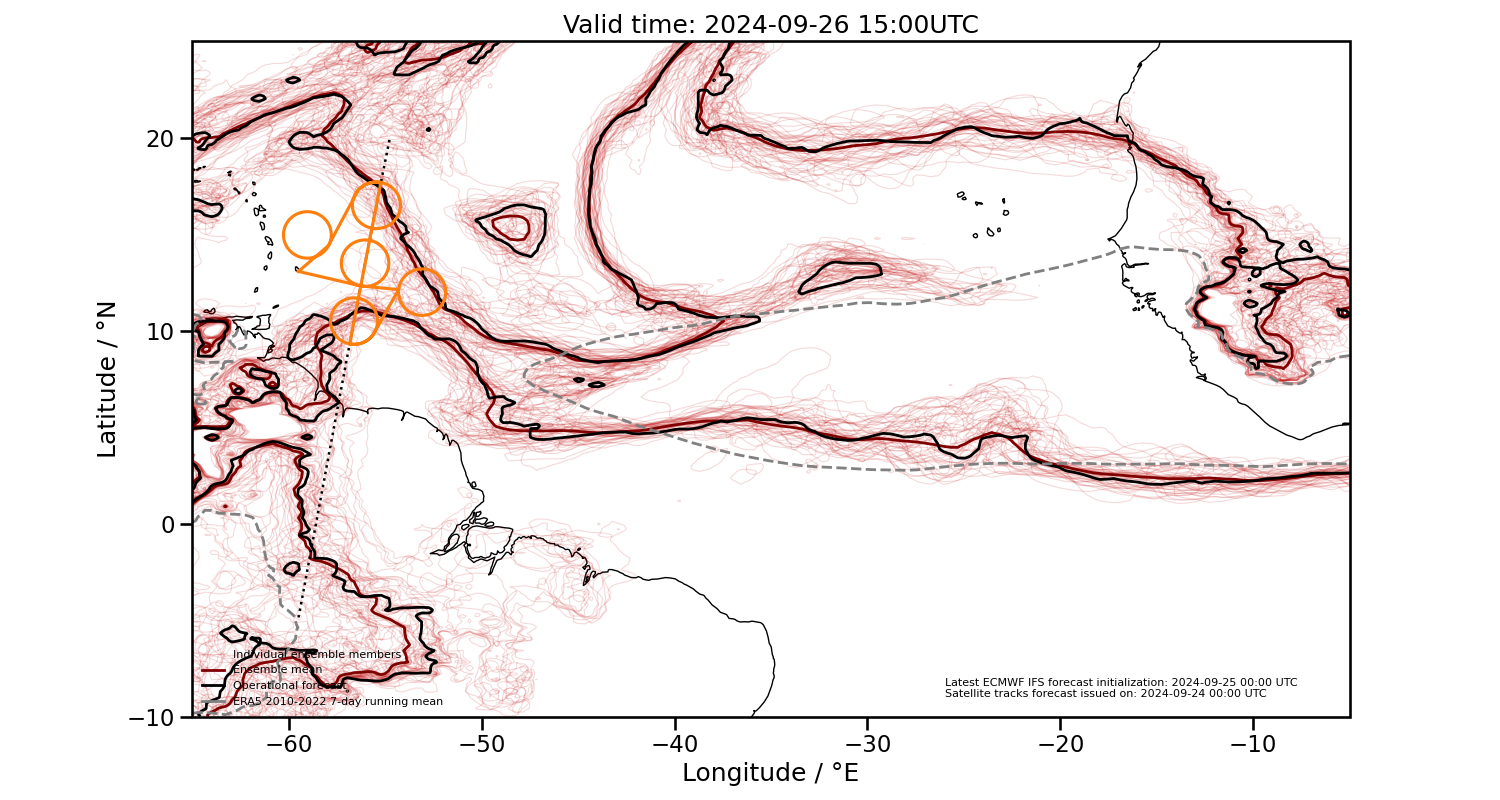 Valid time: 2024-09-26 15:00UTC
20
10
0
−10
Latitude / °N
−60
−50
−40
−30
−20
−10
Longitude / °E
Individual ensemble members
Ensemble mean
Operational forecast
ERA5 2010-2022 7-day running mean
Latest ECMWF IFS forecast initialization: 2024-09-25 00:00 UTC
Satellite tracks forecast issued on: 2024-09-24 00:00 UTC